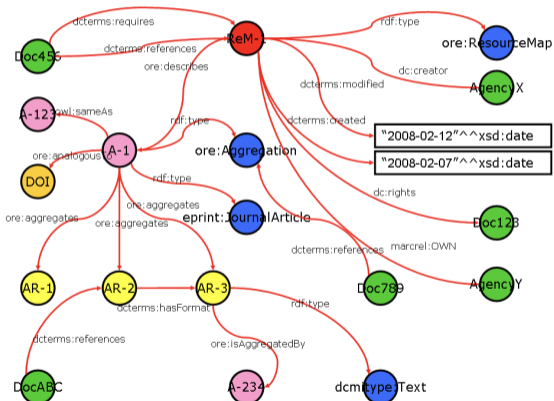 dcterms:requires
rdf:type
ReM-1
ore:ResourceMap
Doc456
dcterms:references
ore:describes
dc:creator
dcterms:modified
AgencyX
owl:sameAs
A-123
rdf:type
dcterms:created
"2008-02-12"^^xsd:date
A-1
ore:Aggregation
ore:analogous
"2008-02-07"^^xsd:date
DOI
rdf:type
dc:rights
ore:aggregates
ore:aggregates
ore:aggregates
eprint:JournalArticle
Doc123
dcterms:references
marcrel:OWN
AR-1
AR-2
AR-3
Doc789
AgencyY
dcterms:hasFormat
rdf:type
dcterms:references
ore:isAggregatedBy
DocABC
A-234
dcmitype:Text